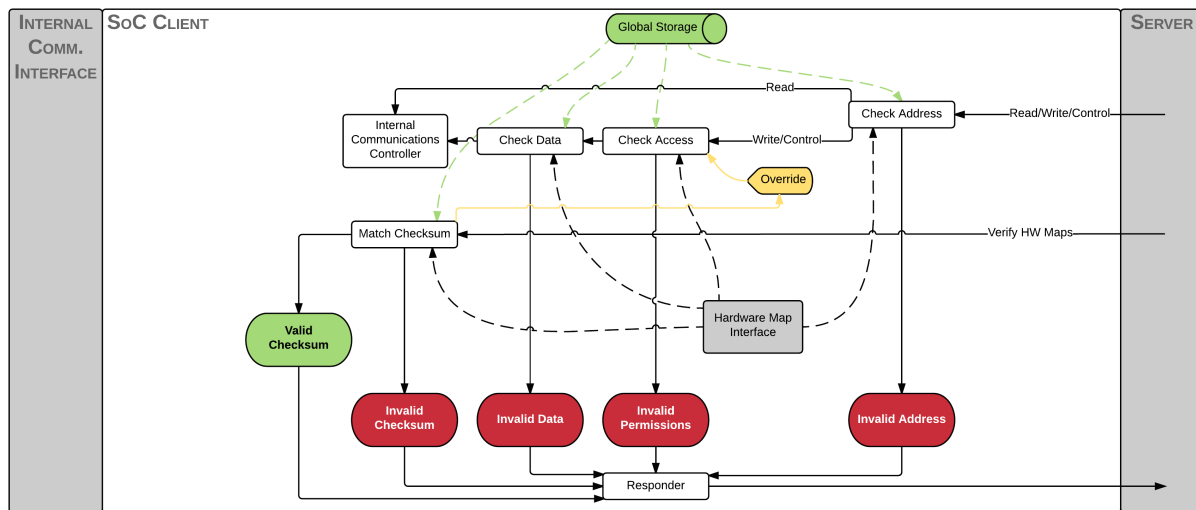 INTERNAL
COMM.
INTERFACE
SOC CLIENT
SERVER
Global Storage
Read
Check Address
Read/Write/Control
Internal
Communications
Controller
Check Data
Check Access
Write/Control
Override
Match Checksum
Verify HW Maps
Hardware Map
Interface
Valid
Checksum
Invalid
Checksum
Invalid Data
Invalid
Permissions
Invalid Address
Responder